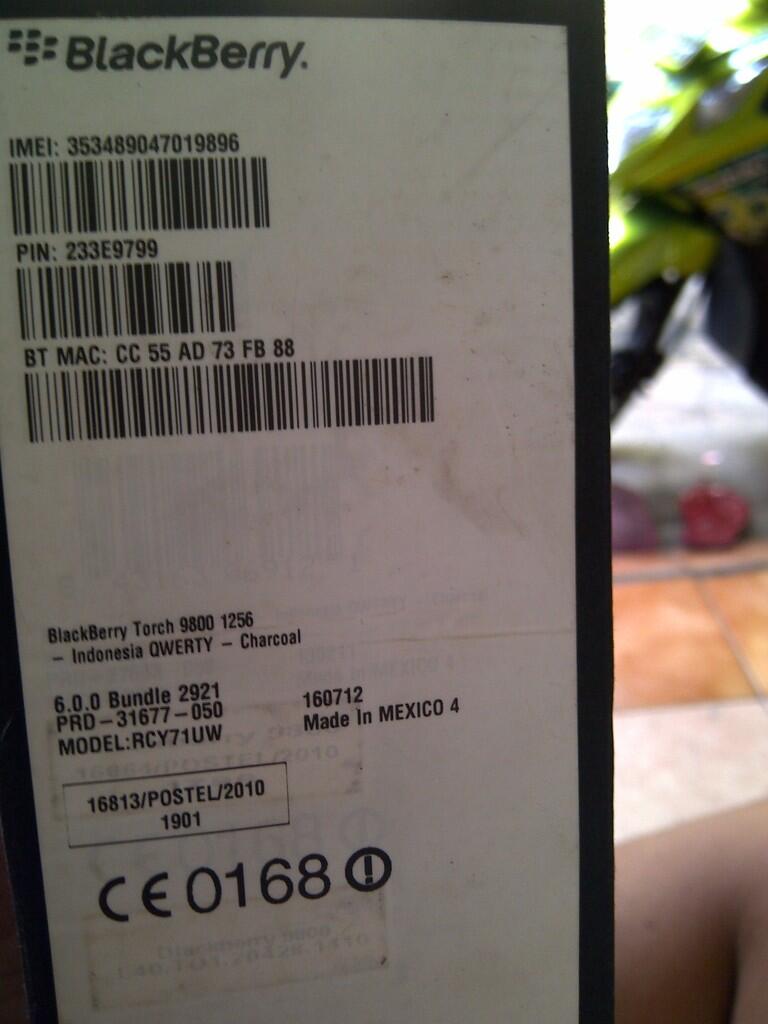 BlackBerry.
IMEI: 353489047019896
PIN: 233E9799
BT MAC: CC 55 AD 73 FB 88
BlackBerry Torch 9800 1256
– Indonesia QWERTY – Charcoal
6.0.0 Bundle 2921
PRD–31677–050 160712
MODEL:RCY71UW Made In MEXICO 4
16813/POSTEL/2010
1901
CE0168